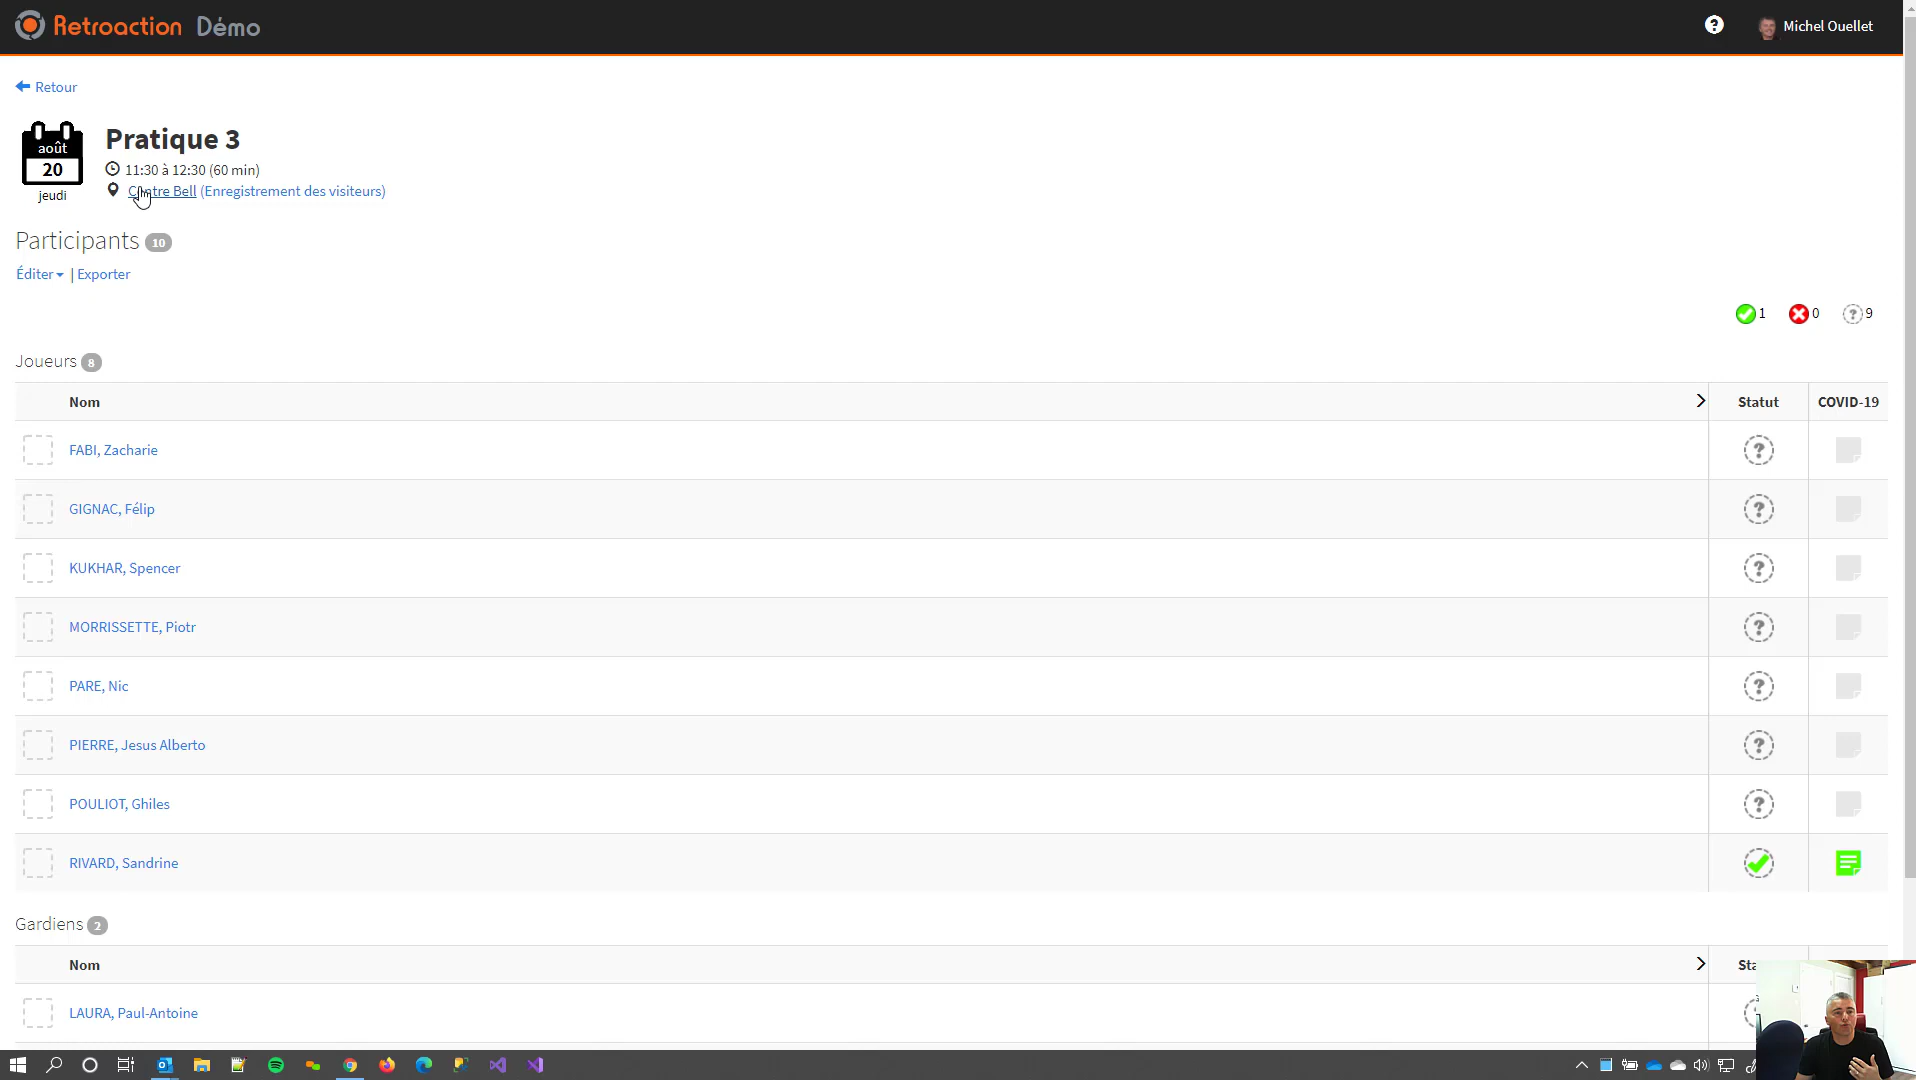 Retroaction Démo
? Michel Ouellet
Retour
août
20
jeudi
Pratique 3
11:30 à 12:30 (60 min)
Centre Bell (Enregistrement des visiteurs)
Participants 10
Éditer | Exporter
1 0 ? 9
Joueurs 8
Nom > Statut COVID-19
FABI, Zacharie ?
GIGNAC, Félip ?
KUKHAR, Spencer ?
MORRISSETTE, Piotr ?
PARE, Nic ?
PIERRE, Jesus Alberto ?
POULIOT, Ghiles ?
RIVARD, Sandrine
Gardiens 2
Nom >
LAURA, Paul-Antoine